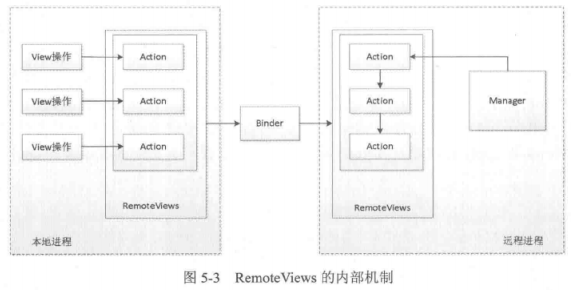 View操作
Action
View操作
Action
View操作
Action
RemoteViews
本地进程
Binder
Action
Action
Action
RemoteViews
Manager
远程进程
图 5-3 RemoteViews 的内部机制